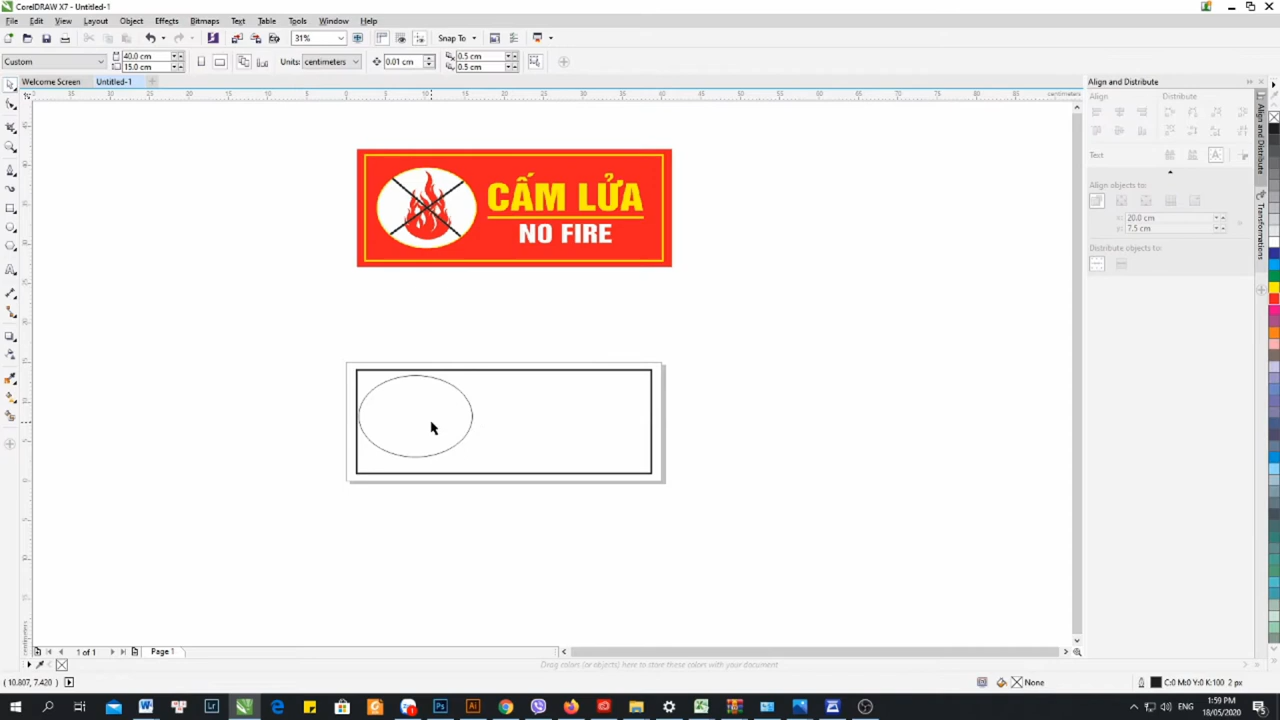 CorelDRAW X7 - Untitled-1
File Edit View Layout Object Effects Bitmaps Text Table Tools Window Help
31% Snap To
Custom 40.0 cm 15.0 cm Units: centimeters 0.01 cm 0.5 cm 0.5 cm
Welcome Screen Untitled-1
Align and Distribute
Align Distribute
Text
Align objects to:
20.0 cm
7.5 cm
Distribute objects to:
Align and Distribute
Transformations
centimeters
CẤM LỬA
NO FIRE
1 of 1 Page 1
Drag colors (or objects) here to store these colors with your document
(10.807, 7.420) None C:0 M:0 Y:0 K:100 2 px
ENG 1:59 PM
18/05/2020